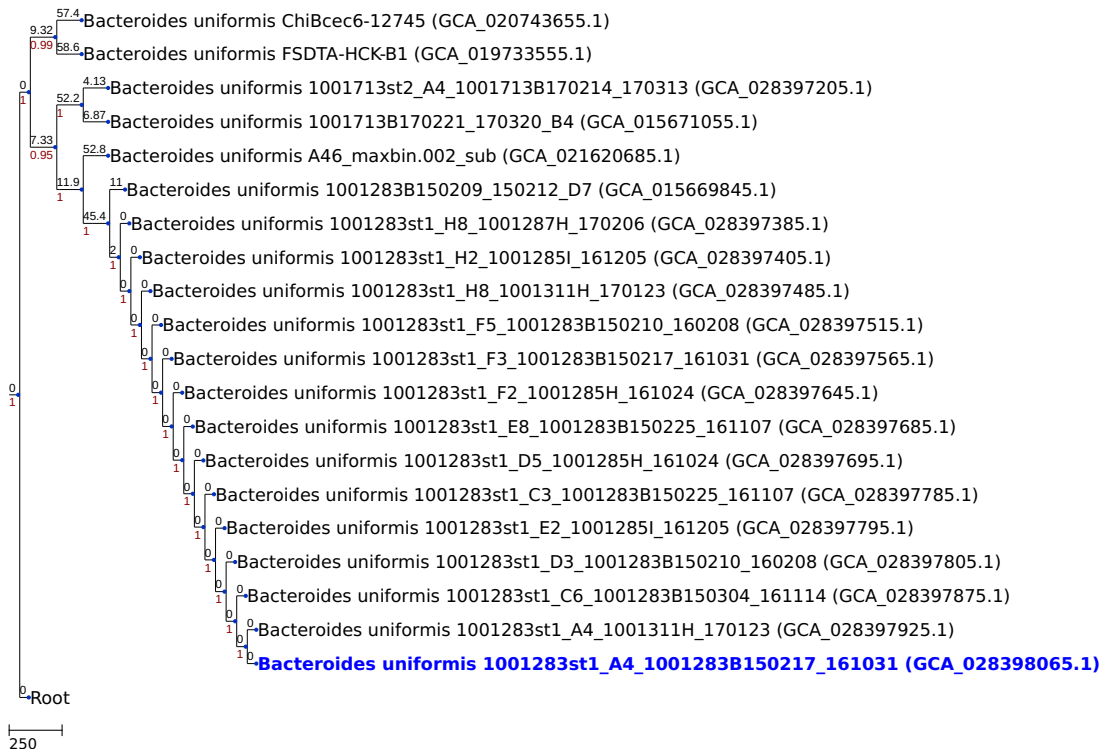 57.4
Bacteroides uniformis ChiBcec6-12745 (GCA_020743655.1)
9.32
0.99
58.6
Bacteroides uniformis FSDTA-HCK-B1 (GCA_019733555.1)
0
1
4.13
Bacteroides uniformis 1001713st2_A4_1001713B170214_170313 (GCA_028397205.1)
52.2
1
6.87
Bacteroides uniformis 1001713B170221_170320_B4 (GCA_015671055.1)
7.33
0.95
52.8
Bacteroides uniformis A46_maxbin.002_sub (GCA_021620685.1)
11.9
1
11
Bacteroides uniformis 1001283B150209_150212_D7 (GCA_015669845.1)
45.4
1
0
Bacteroides uniformis 1001283st1_H8_1001287H_170206 (GCA_028397385.1)
2
1
0
Bacteroides uniformis 1001283st1_H2_1001285I_161205 (GCA_028397405.1)
0
1
0
Bacteroides uniformis 1001283st1_H8_1001311H_170123 (GCA_028397485.1)
0
1
0
Bacteroides uniformis 1001283st1_F5_1001283B150210_160208 (GCA_028397515.1)
0
1
0
Bacteroides uniformis 1001283st1_F3_1001283B150217_161031 (GCA_028397565.1)
0
1
0
Bacteroides uniformis 1001283st1_F2_1001285H_161024 (GCA_028397645.1)
0
1
0
1
0
Bacteroides uniformis 1001283st1_E8_1001283B150225_161107 (GCA_028397685.1)
0
1
0
Bacteroides uniformis 1001283st1_D5_1001285H_161024 (GCA_028397695.1)
0
1
0
Bacteroides uniformis 1001283st1_C3_1001283B150225_161107 (GCA_028397785.1)
0
1
0
Bacteroides uniformis 1001283st1_E2_1001285I_161205 (GCA_028397795.1)
0
1
0
Bacteroides uniformis 1001283st1_D3_1001283B150210_160208 (GCA_028397805.1)
0
1
0
Bacteroides uniformis 1001283st1_C6_1001283B150304_161114 (GCA_028397875.1)
0
1
0
Bacteroides uniformis 1001283st1_A4_1001311H_170123 (GCA_028397925.1)
0
1
0
Bacteroides uniformis 1001283st1_A4_1001283B150217_161031 (GCA_028398065.1)
0
Root
250